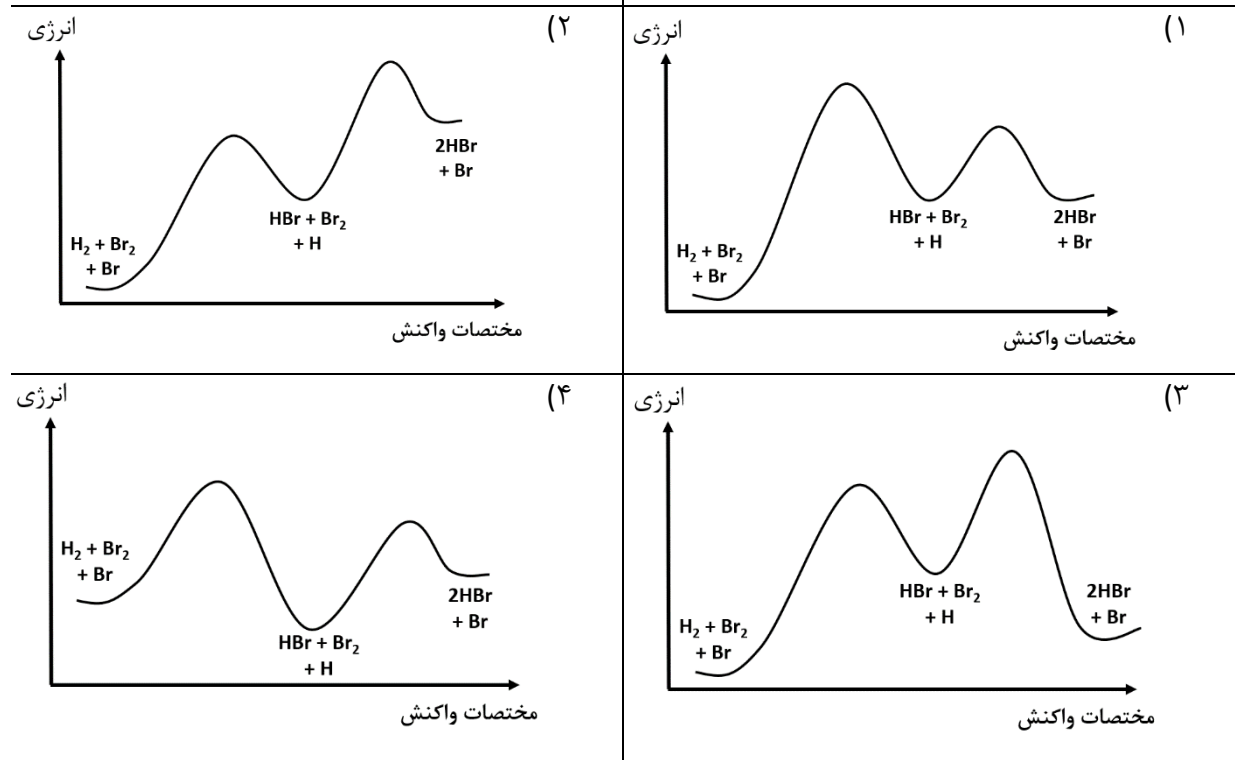 ۱)
انرژی
H₂ + Br₂
+ Br
HBr + Br₂
+ H
2HBr
+ Br
مختصات واکنش
۲)
انرژی
H₂ + Br₂
+ Br
HBr + Br₂
+ H
2HBr
+ Br
مختصات واکنش
۳)
انرژی
H₂ + Br₂
+ Br
HBr + Br₂
+ H
2HBr
+ Br
مختصات واکنش
۴)
انرژی
H₂ + Br₂
+ Br
HBr + Br₂
+ H
2HBr
+ Br
مختصات واکنش